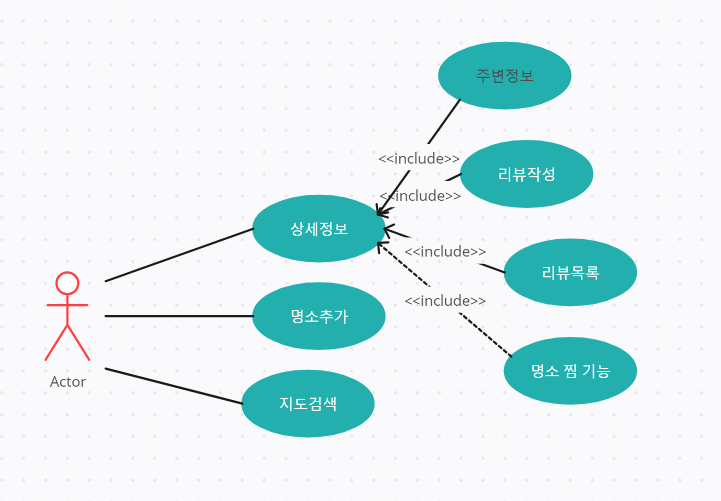 주변정보
<<include>>
리뷰작성
<<include>>
상세정보
<<include>>
리뷰목록
<<include>>
명소추가
명소 찜 기능
Actor
지도검색